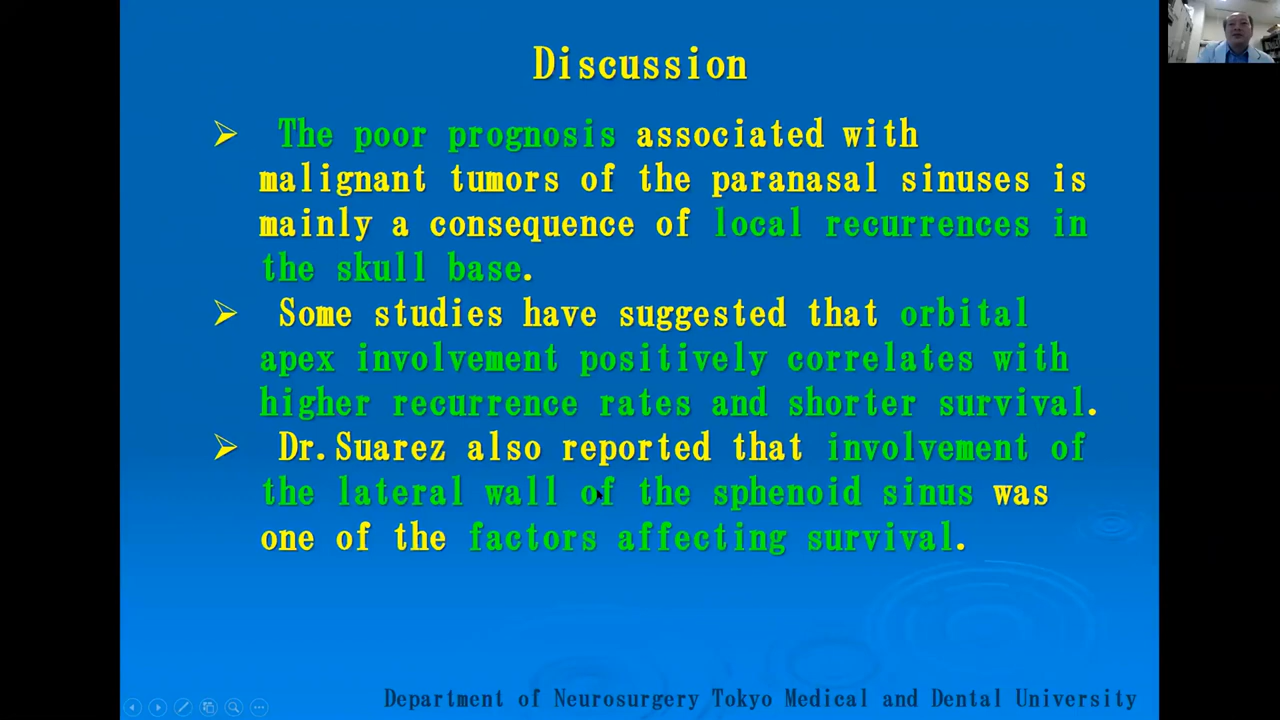 Discussion
The poor prognosis associated with
malignant tumors of the paranasal sinuses is
mainly a consequence of local recurrences in
the skull base.
Some studies have suggested that orbital
apex involvement positively correlates with
higher recurrence rates and shorter survival.
Dr.Suarez also reported that involvement of
the lateral wall of the sphenoid sinus was
one of the factors affecting survival.
Department of Neurosurgery Tokyo Medical and Dental University